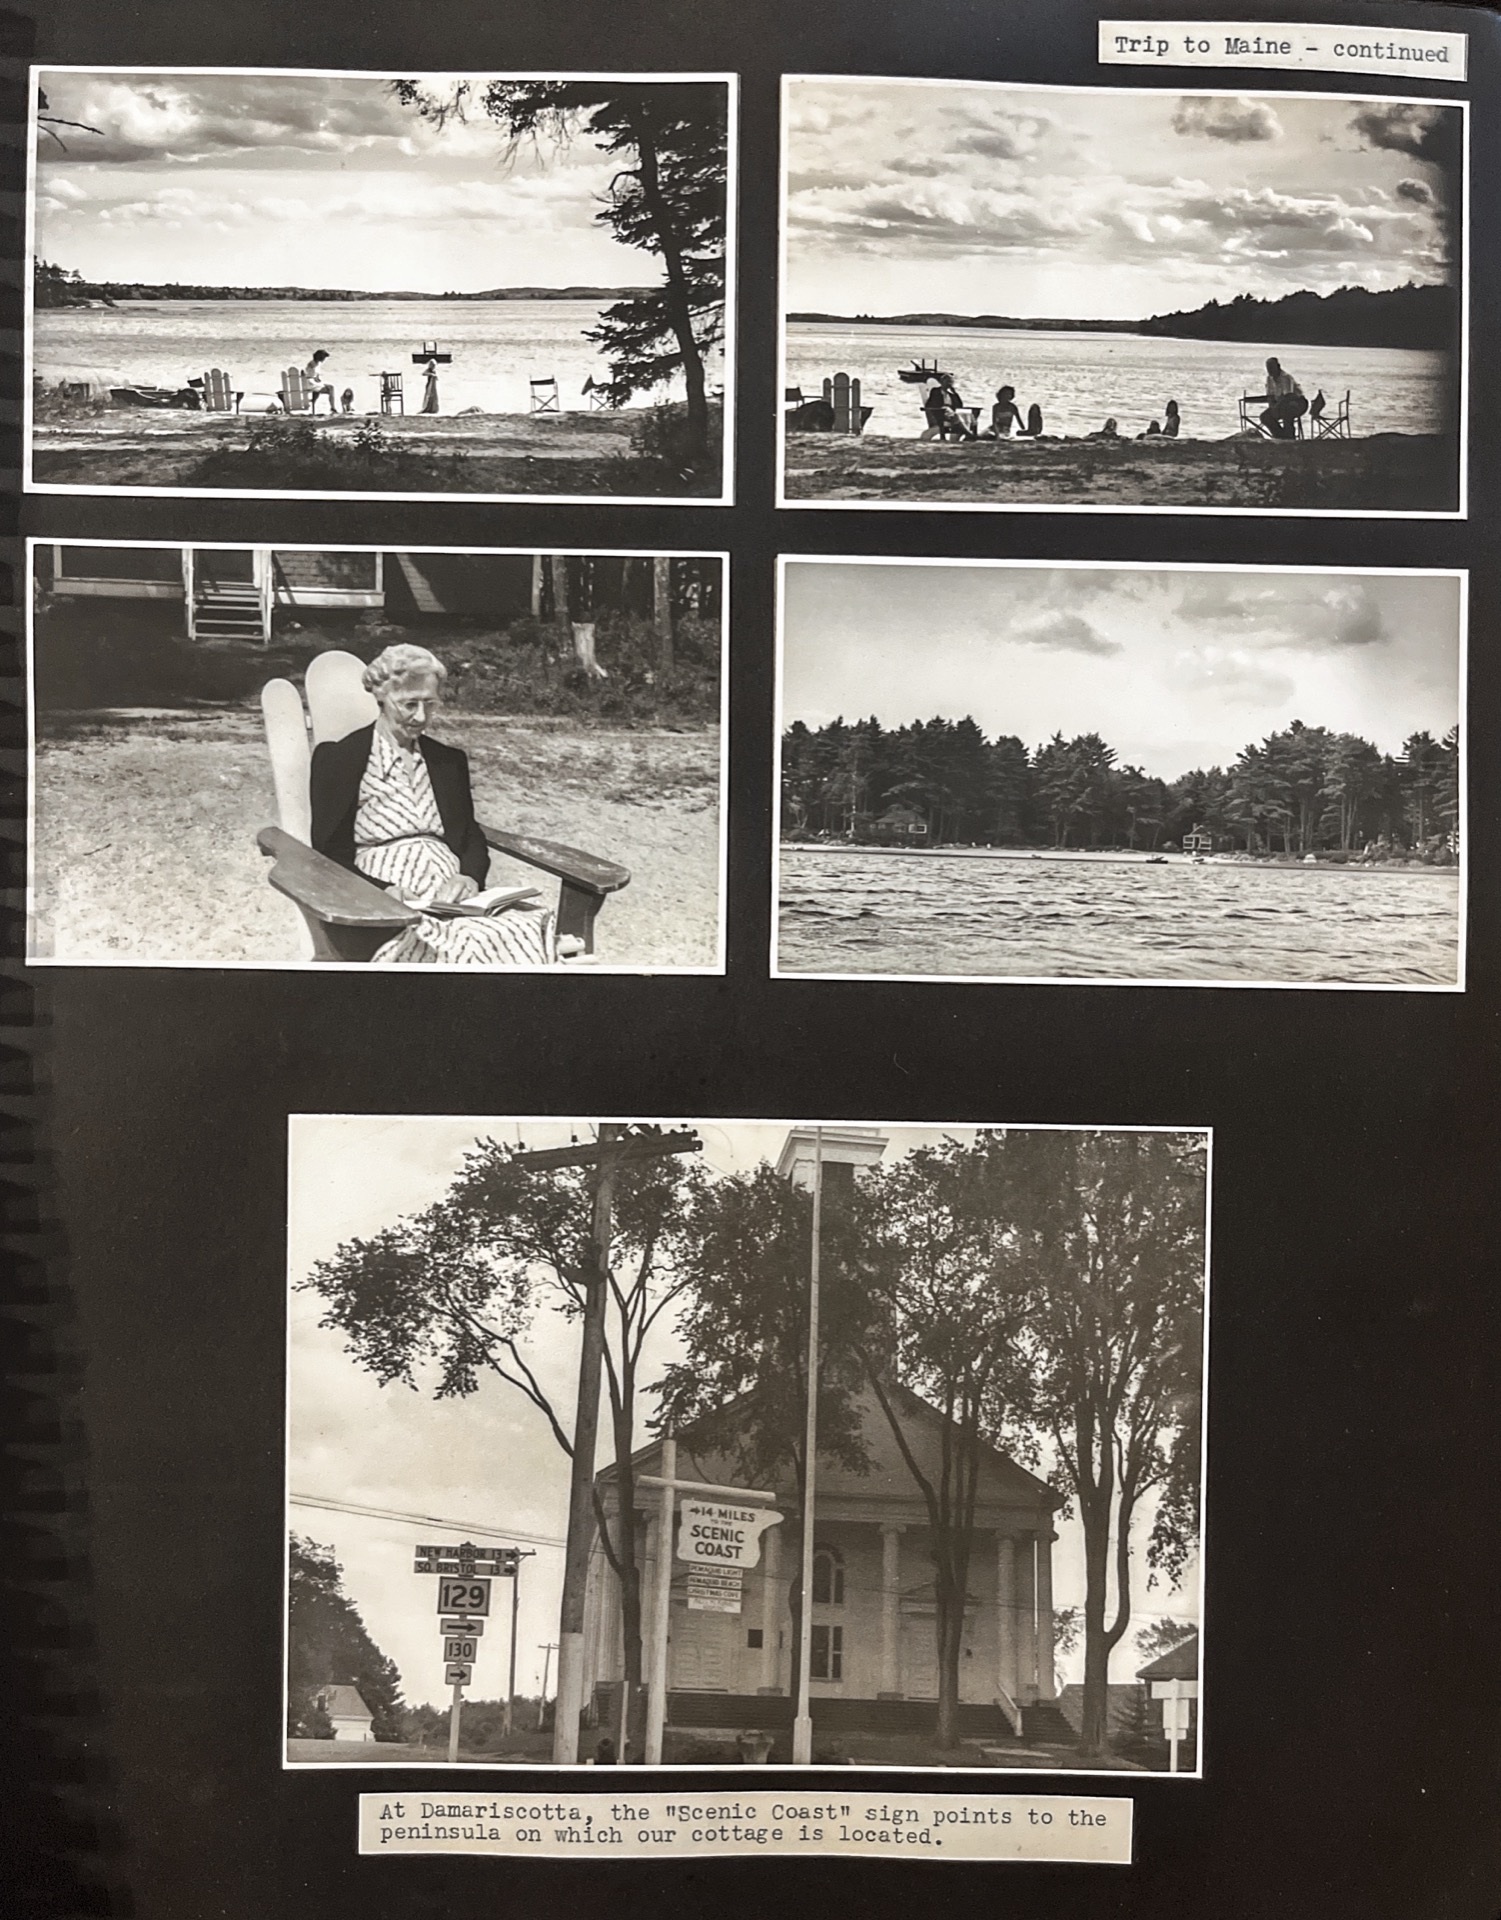 Trip to Maine - continued
→14 MILES
TO THE
SCENIC
COAST
PEMAQUID LIGHT
PEMAQUID BEACH
CHRISTMAS COVE
NEW HARBOR 13→
SO. BRISTOL 13→
129
130
At Damariscotta, the "Scenic Coast" sign points to the
peninsula on which our cottage is located.